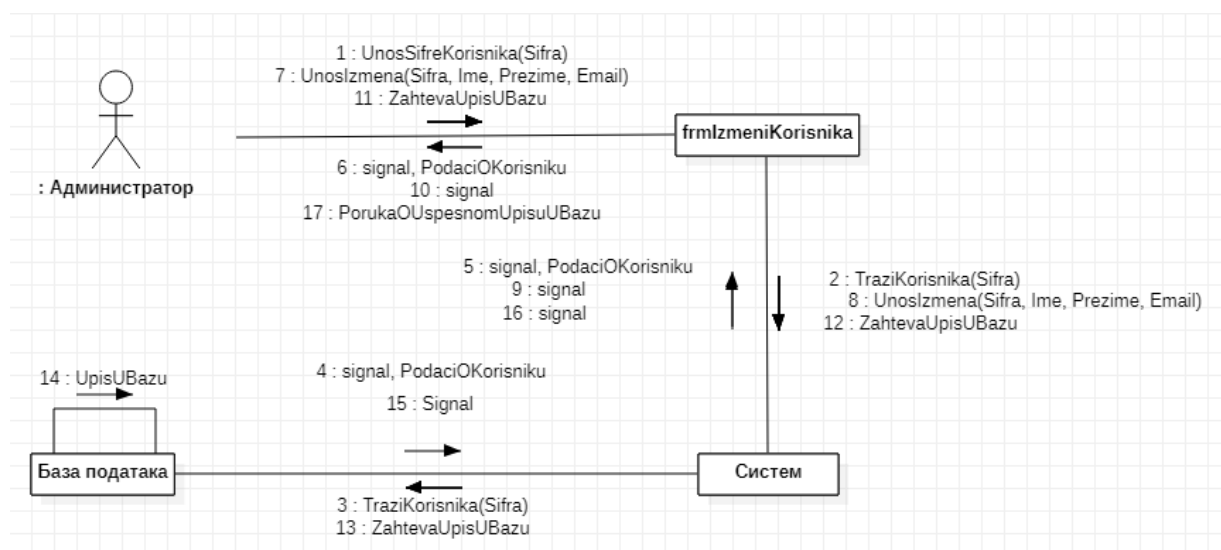 1 : UnosSifreKorisnika(Sifra)
7 : UnosIzmena(Sifra, Ime, Prezime, Email)
11 : ZahtevaUpisUBazu
frmIzmeniKorisnika
: Администратор
6 : signal, PodaciOKorisniku
10 : signal
17 : PorukaOUspesnomUpisuUBazu
5 : signal, PodaciOKorisniku
9 : signal
16 : signal
2 : TraziKorisnika(Sifra)
8 : UnosIzmena(Sifra, Ime, Prezime, Email)
12 : ZahtevaUpisUBazu
14 : UpisUBazu
4 : signal, PodaciOKorisniku
15 : Signal
База података
Систем
3 : TraziKorisnika(Sifra)
13 : ZahtevaUpisUBazu